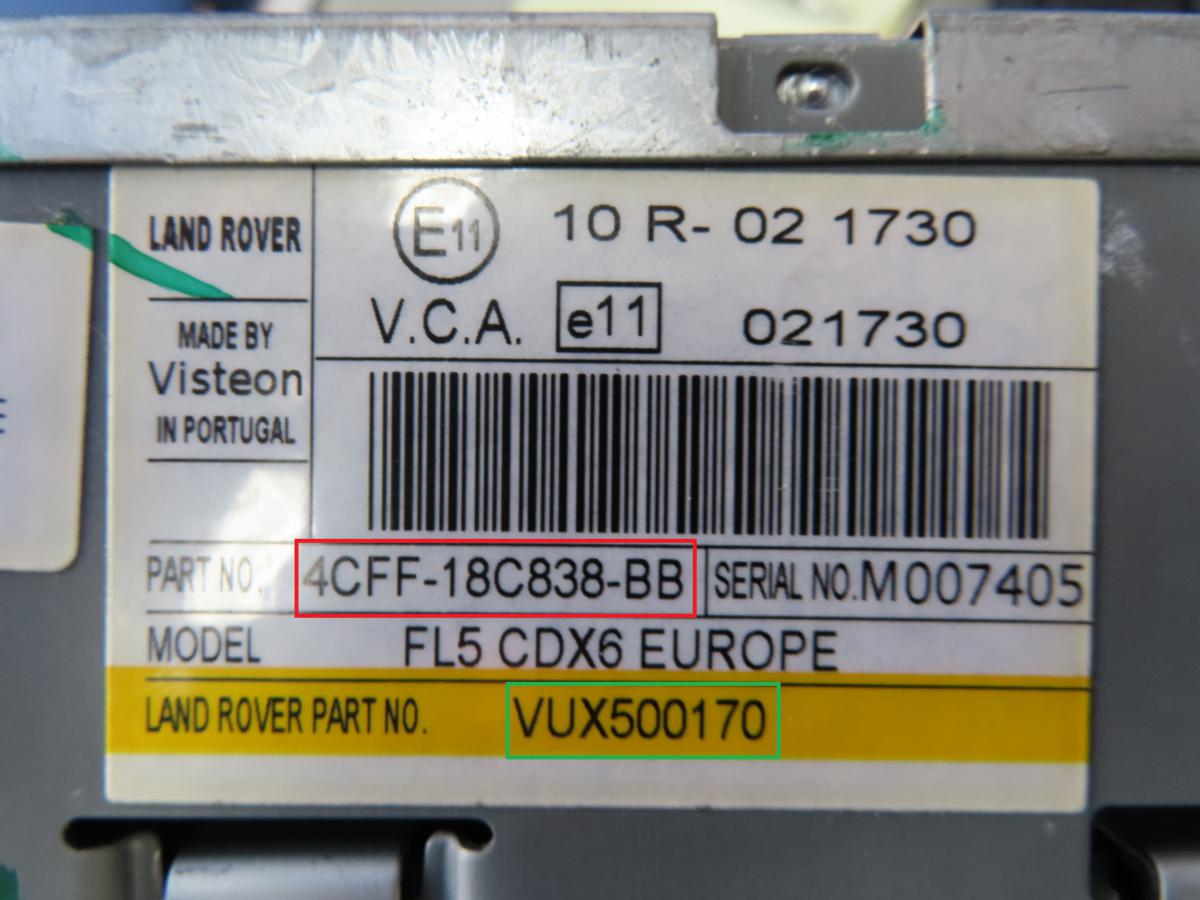 LAND ROVER
E11 10 R- 02 1730
V.C.A. e11 021730
MADE BY
Visteon
IN PORTUGAL
PART NO. 4CFF-18C838-BB SERIAL NO. M007405
MODEL FL5 CDX6 EUROPE
LAND ROVER PART NO. VUX500170